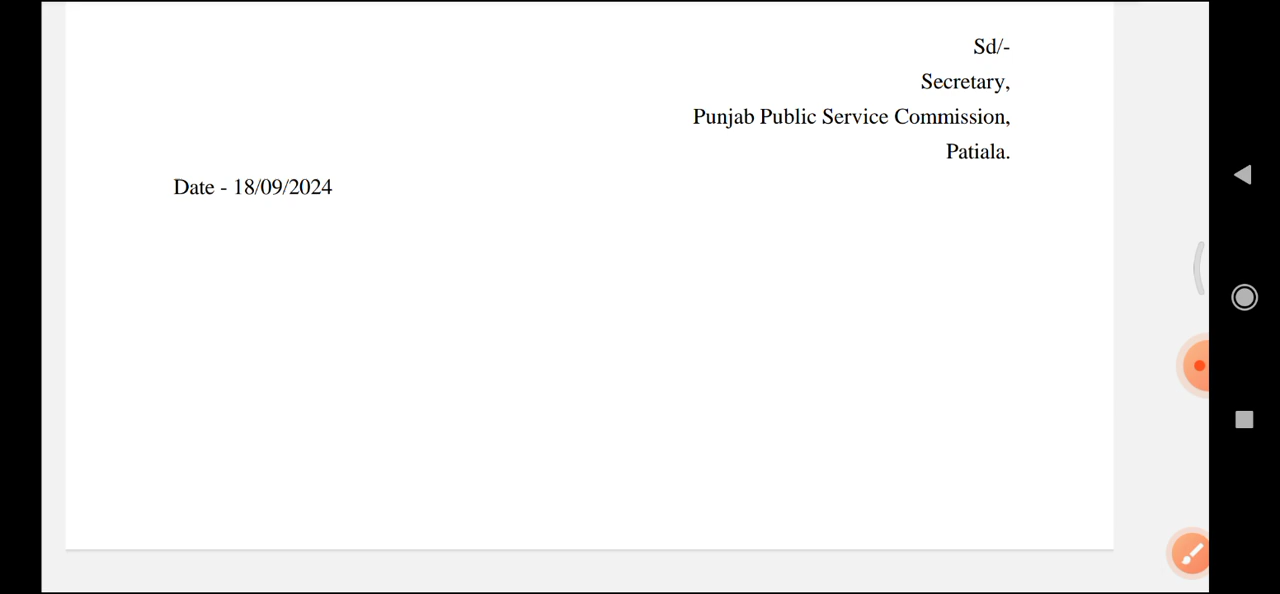 Sd/-
Secretary,
Punjab Public Service Commission,
Patiala.
Date - 18/09/2024